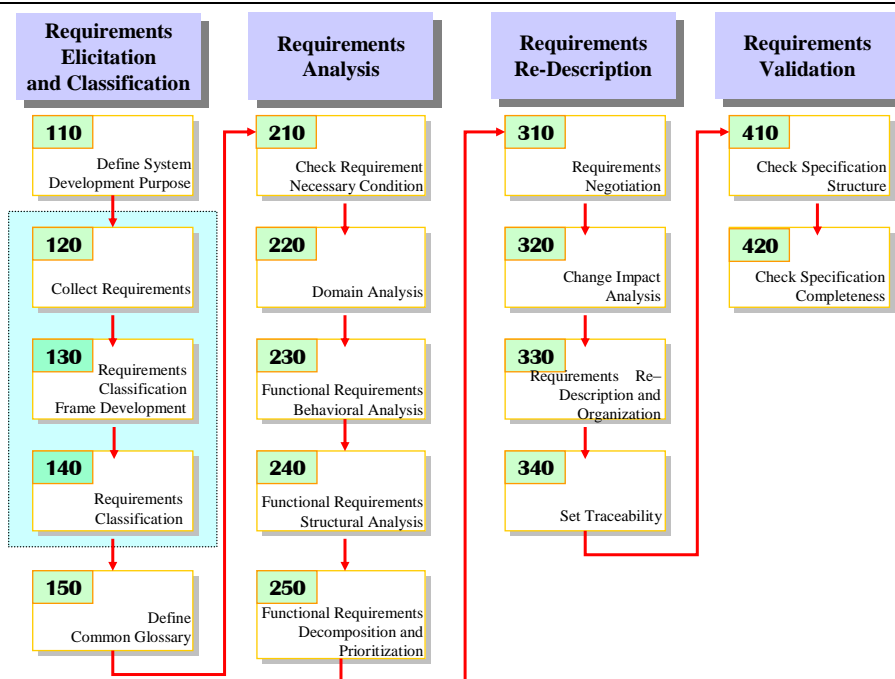 Requirements
Elicitation
and Classification
110
Define System
Development Purpose
120
Collect Requirements
130
Requirements
Classification
Frame Development
140
Requirements
Classification
150
Define
Common Glossary
Requirements
Analysis
210
Check Requirement
Necessary Condition
220
Domain Analysis
230
Functional Requirements
Behavioral Analysis
240
Functional Requirements
Structural Analysis
250
Functional Requirements
Decomposition and
Prioritization
Requirements
Re-Description
310
Requirements
Negotiation
320
Change Impact
Analysis
330
Requirements Re–
Description and
Organization
340
Set Traceability
Requirements
Validation
410
Check Specification
Structure
420
Check Specification
Completeness